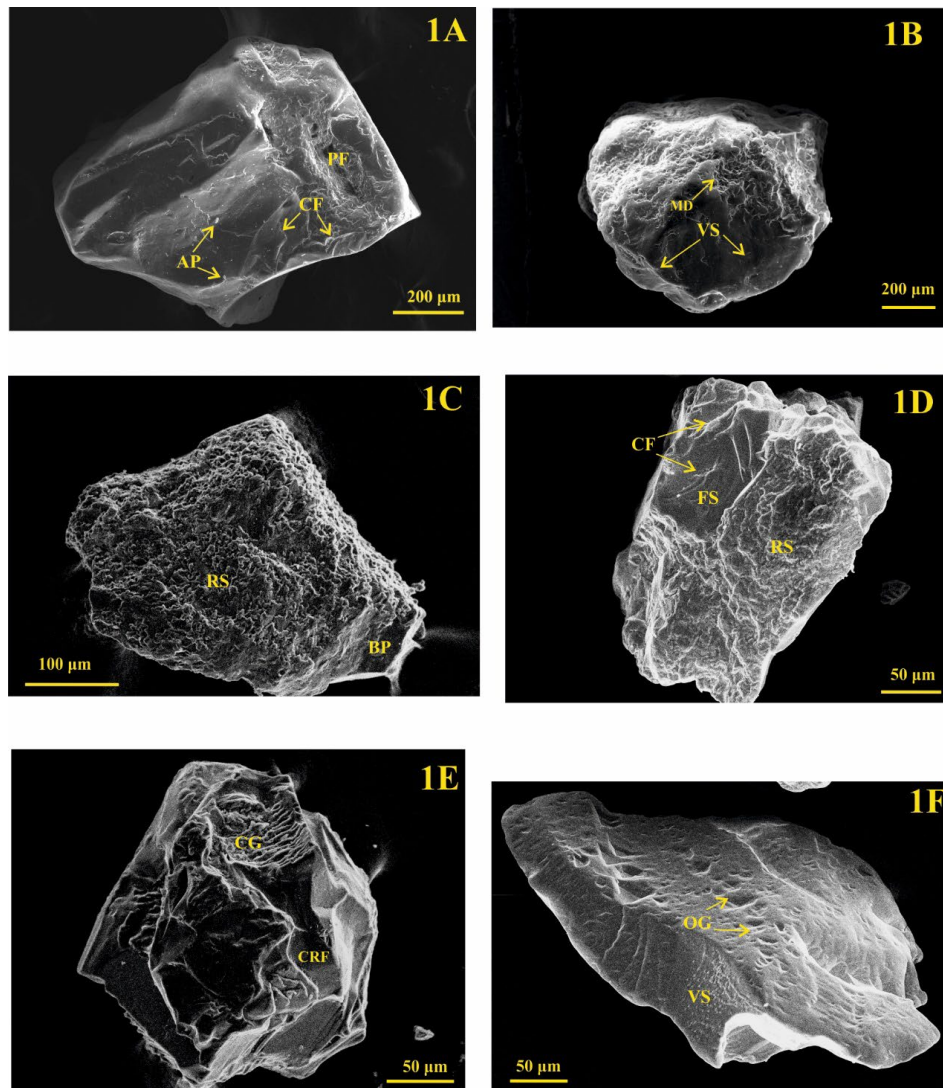 1A
PF
CF
AP
200 µm
1B
MD
VS
200 µm
1C
RS
BP
100 µm
1D
CF
FS
RS
50 µm
1E
CG
CRF
50 µm
1F
OG
VS
50 µm